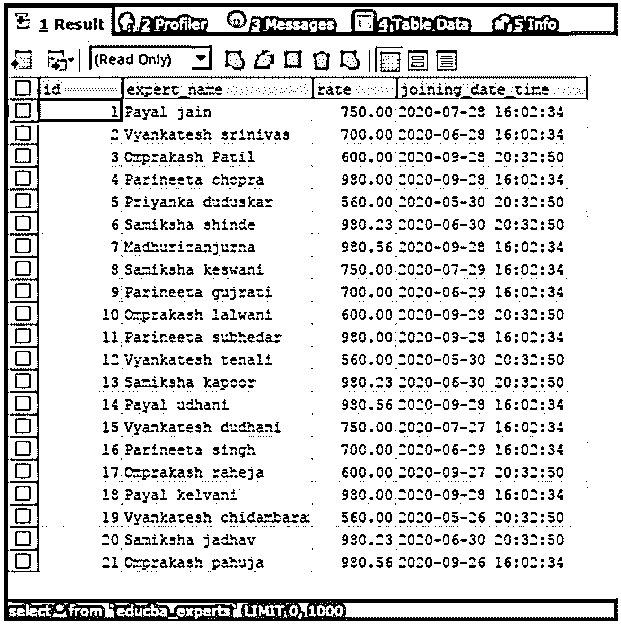 1 Result 2 Profiler 3 Messages 4 Table Data 5 Info
(Read Only)
id expert_name rate joining_date_time
1 Payal jain 750.00 2020-07-28 16:02:34
2 Vyankatesh srinivas 700.00 2020-06-28 16:02:34
3 Omprakash Patil 600.00 2020-09-28 20:32:50
4 Parineeta chopra 980.00 2020-09-28 16:02:34
5 Priyanka duduskar 560.00 2020-05-30 20:32:50
6 Samiksha shinde 980.23 2020-06-30 20:32:50
7 Madhurizanjurna 980.56 2020-09-28 16:02:34
8 Samiksha keswani 750.00 2020-07-29 16:02:34
9 Parineeta gujrati 700.00 2020-06-29 16:02:34
10 Omprakash lalwani 600.00 2020-09-28 20:32:50
11 Parineeta subhedar 980.00 2020-09-28 16:02:34
12 Vyankatesh tenali 560.00 2020-05-30 20:32:50
13 Samiksha kapoor 980.23 2020-06-30 20:32:50
14 Payal udhani 980.56 2020-09-28 16:02:34
15 Vyankatesh dudhani 750.00 2020-07-27 16:02:34
16 Parineeta singh 700.00 2020-06-29 16:02:34
17 Omprakash raheja 600.00 2020-09-27 20:32:50
18 Payal kelvani 980.00 2020-09-28 16:02:34
19 Vyankatesh chidambara 560.00 2020-05-26 20:32:50
20 Samiksha jadhav 980.23 2020-06-30 20:32:50
21 Omprakash pahuja 980.56 2020-09-26 16:02:34
select * from `educba_experts` (LIMIT 0, 1000)